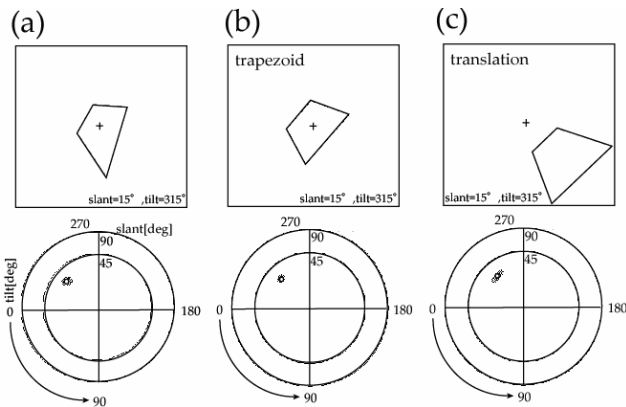 (a)
(b)
(c)
trapezoid
translation
slant=15° ,tilt=315°
slant=15° ,tilt=315°
slant=15° ,tilt=315°
270
slant[deg]
90
45
tilt[deg]
0
180
90
270
90
45
0
180
90
270
90
45
0
180
90